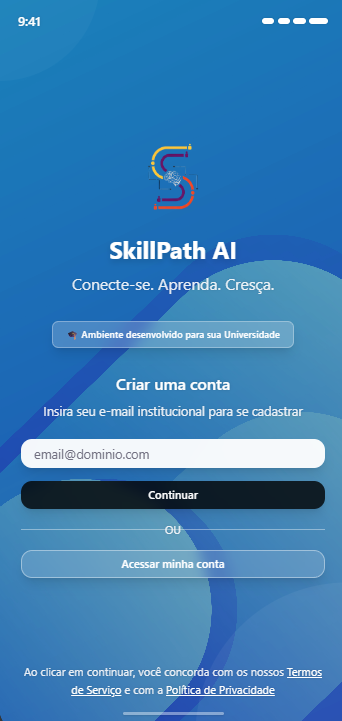 9:41
SkillPath AI
Conecte-se. Aprenda. Cresça.
🎓 Ambiente desenvolvido para sua Universidade
Criar uma conta
Insira seu e-mail institucional para se cadastrar
email@dominio.com
Continuar
OU
Acessar minha conta
Ao clicar em continuar, você concorda com os nossos Termos
de Serviço e com a Política de Privacidade